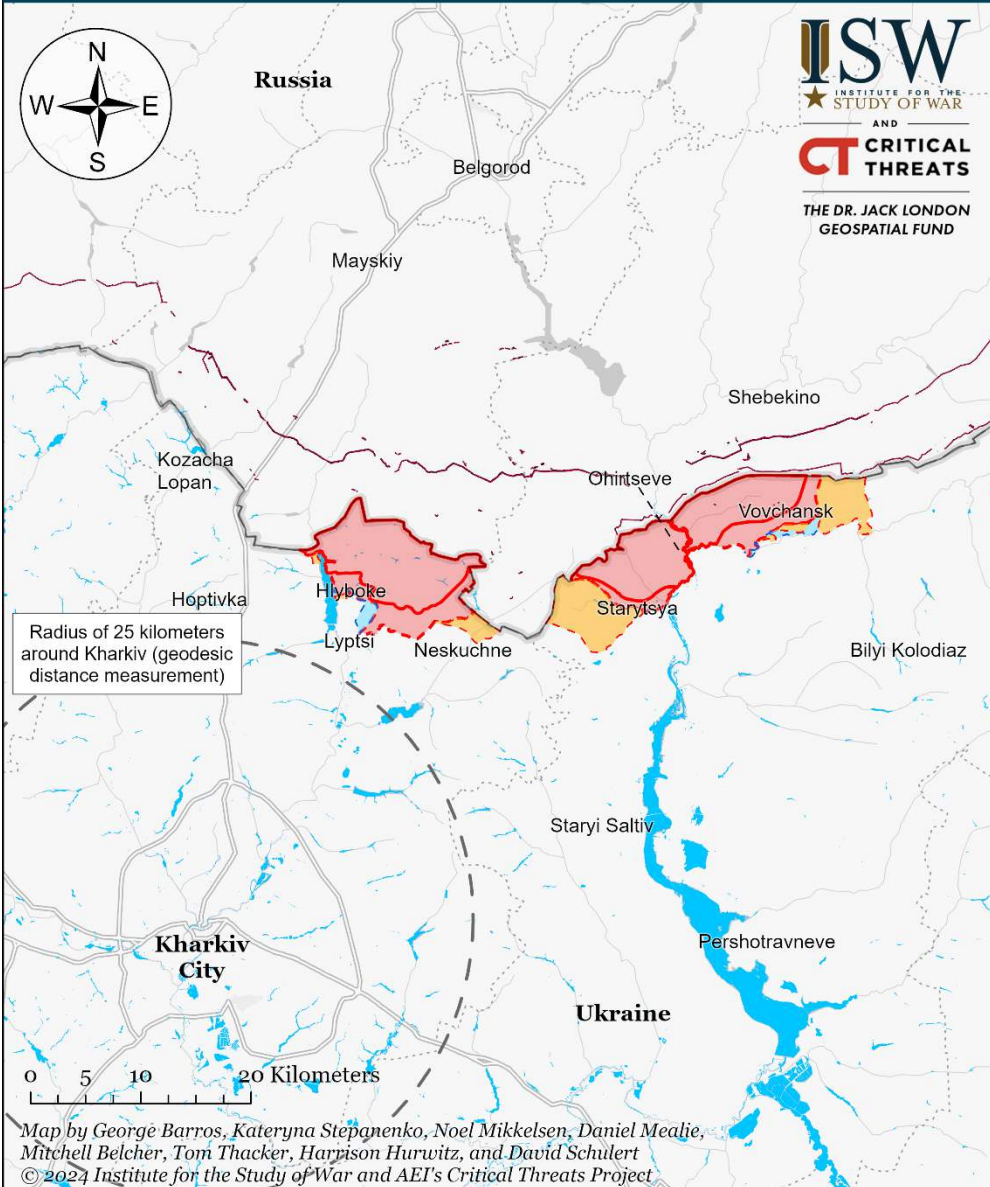 N
W E
S
Russia
ISW
INSTITUTE FOR THE
STUDY OF WAR
AND
CT CRITICAL
THREATS
THE DR. JACK LONDON
GEOSPATIAL FUND
Belgorod
Mayskiy
Shebekino
Kozacha
Lopan
Ohirtseve
Vovchansk
Hoptivka
Hlyboke
Starytsya
Radius of 25 kilometers
around Kharkiv (geodesic
distance measurement)
Lyptsi
Neskuchne
Bilyi Kolodiaz
Staryi Saltiv
Pershotravneve
Kharkiv
City
Ukraine
0 5 10 20 Kilometers
Map by George Barros, Kateryna Stepanenko, Noel Mikkelsen, Daniel Mealie,
Mitchell Belcher, Tom Thacker, Harrison Hurwitz, and David Schulert
© 2024 Institute for the Study of War and AEI's Critical Threats Project